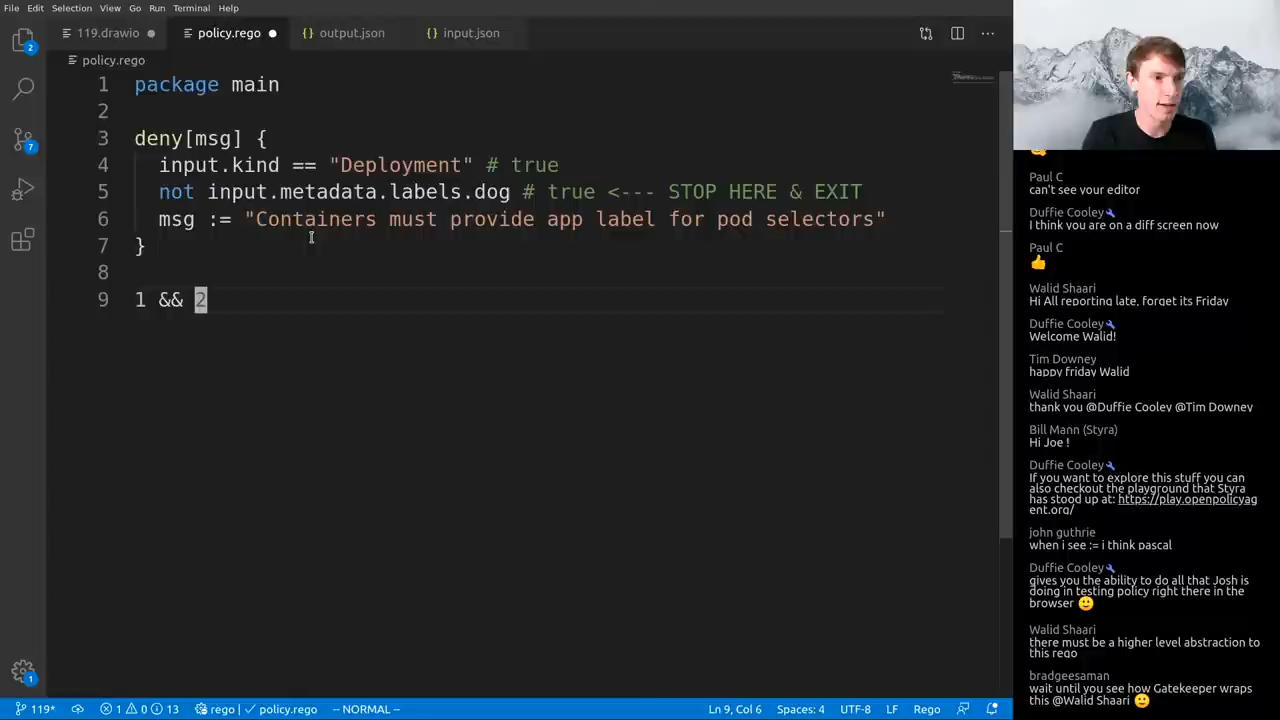 File Edit Selection View Go Run Terminal Help
119.drawio policy.rego output.json input.json
policy.rego
1 package main
2
3 deny[msg] {
4 input.kind == "Deployment" # true
5 not input.metadata.labels.dog # true <--- STOP HERE & EXIT
6 msg := "Containers must provide app label for pod selectors"
7 }
8
9 1 && 2
2
7
1
119* 1 0 13 rego | policy.rego -- NORMAL -- Ln 9, Col 6 Spaces: 4 UTF-8 LF Rego
Paul C
can't see your editor
Duffie Cooley
I think you are on a diff screen now
Paul C
👍
Walid Shaari
Hi All reporting late, forget its Friday
Duffie Cooley
Welcome Walid!
Tim Downey
happy friday Walid
Walid Shaari
thank you @Duffie Cooley @Tim Downey
Bill Mann (Styra)
Hi Joe !
Duffie Cooley
If you want to explore this stuff you can
also checkout the playground that Styra
has stood up at: https://play.openpolicyag
ent.org/
john guthrie
when i see := i think pascal
Duffie Cooley
gives you the ability to do all that Josh is
doing in testing policy right there in the
browser 🙂
Walid Shaari
there must be a higher level abstraction to
this rego
bradgeesaman
wait until you see how Gatekeeper wraps
this @Walid Shaari 🙂